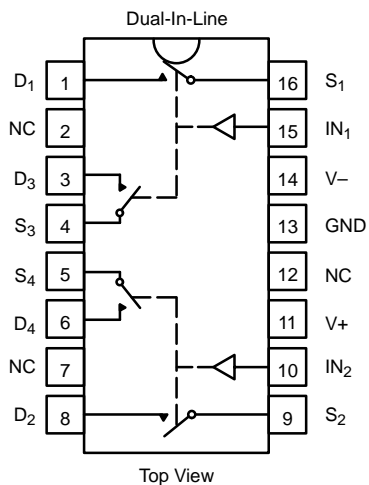 Dual-In-Line
D1 1 16 S1
NC 2 15 IN1
D3 3 14 V–
S3 4 13 GND
S4 5 12 NC
D4 6 11 V+
NC 7 10 IN2
D2 8 9 S2
Top View